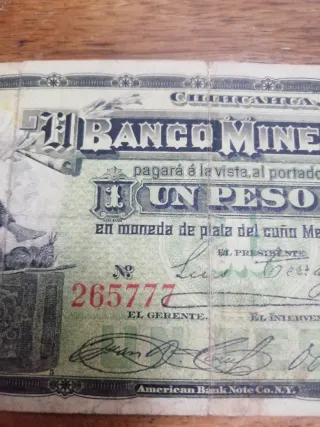 CHIHUAHUA
El BANCO MINE
pagará á la vista, al portado
1 UN PESO
en moneda de plata del cuño Me
EL PRESIDENTE
No
265777
EL GERENTE. EL INTERVEN
American Bank Note Co. N.Y.